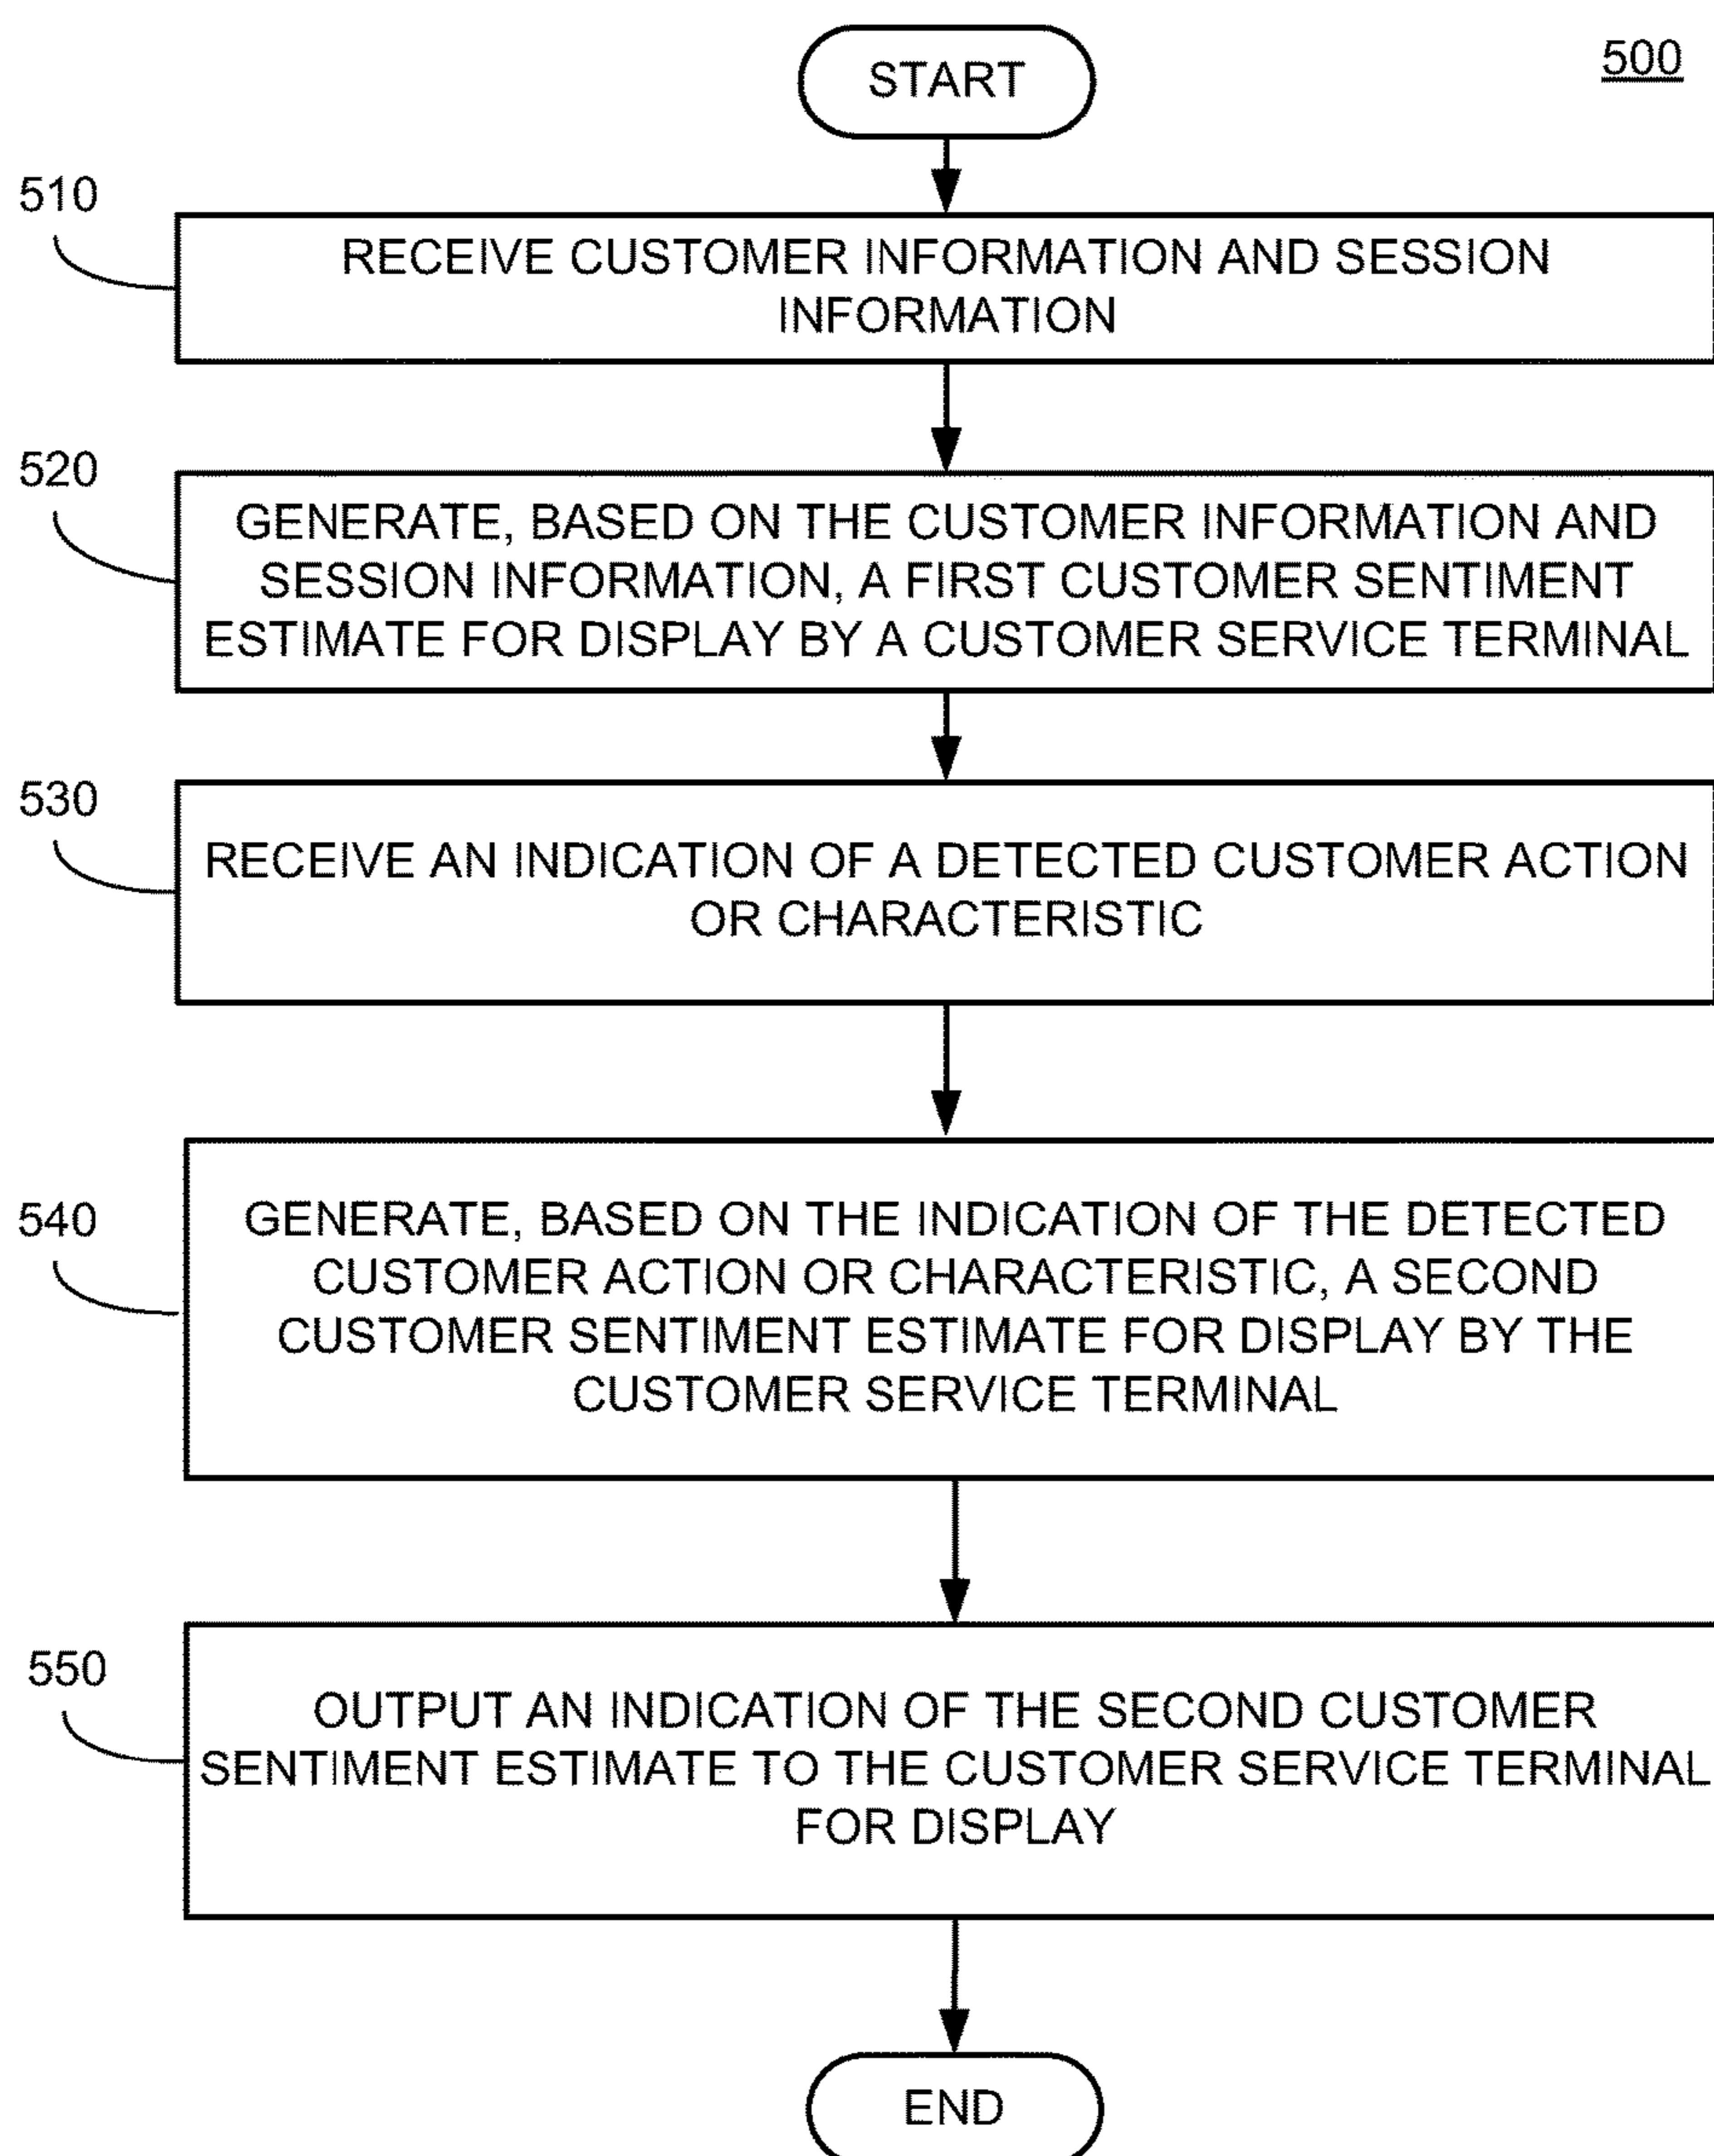 START
500
510
RECEIVE CUSTOMER INFORMATION AND SESSION
INFORMATION
520
GENERATE, BASED ON THE CUSTOMER INFORMATION AND
SESSION INFORMATION, A FIRST CUSTOMER SENTIMENT
ESTIMATE FOR DISPLAY BY A CUSTOMER SERVICE TERMINAL
530
RECEIVE AN INDICATION OF A DETECTED CUSTOMER ACTION
OR CHARACTERISTIC
540
GENERATE, BASED ON THE INDICATION OF THE DETECTED
CUSTOMER ACTION OR CHARACTERISTIC, A SECOND
CUSTOMER SENTIMENT ESTIMATE FOR DISPLAY BY THE
CUSTOMER SERVICE TERMINAL
550
OUTPUT AN INDICATION OF THE SECOND CUSTOMER
SENTIMENT ESTIMATE TO THE CUSTOMER SERVICE TERMINAL
FOR DISPLAY
END